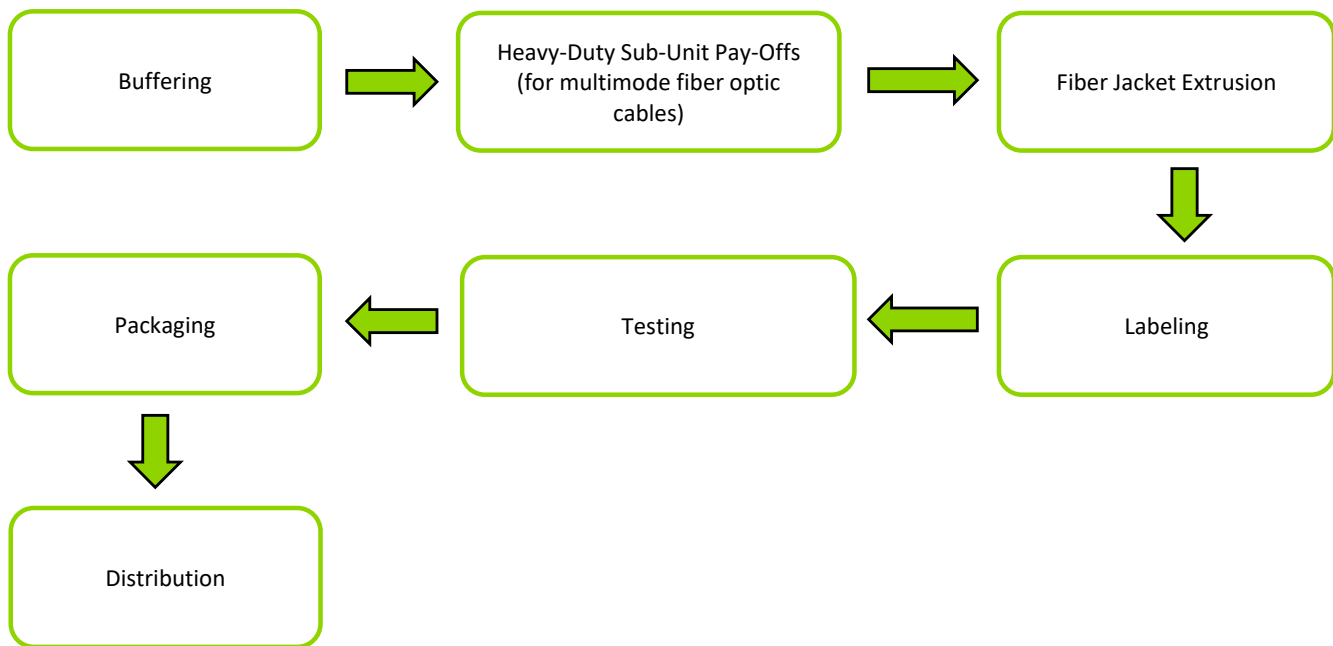 Buffering
Heavy-Duty Sub-Unit Pay-Offs
(for multimode fiber optic
cables)
Fiber Jacket Extrusion
Labeling
Testing
Packaging
Distribution